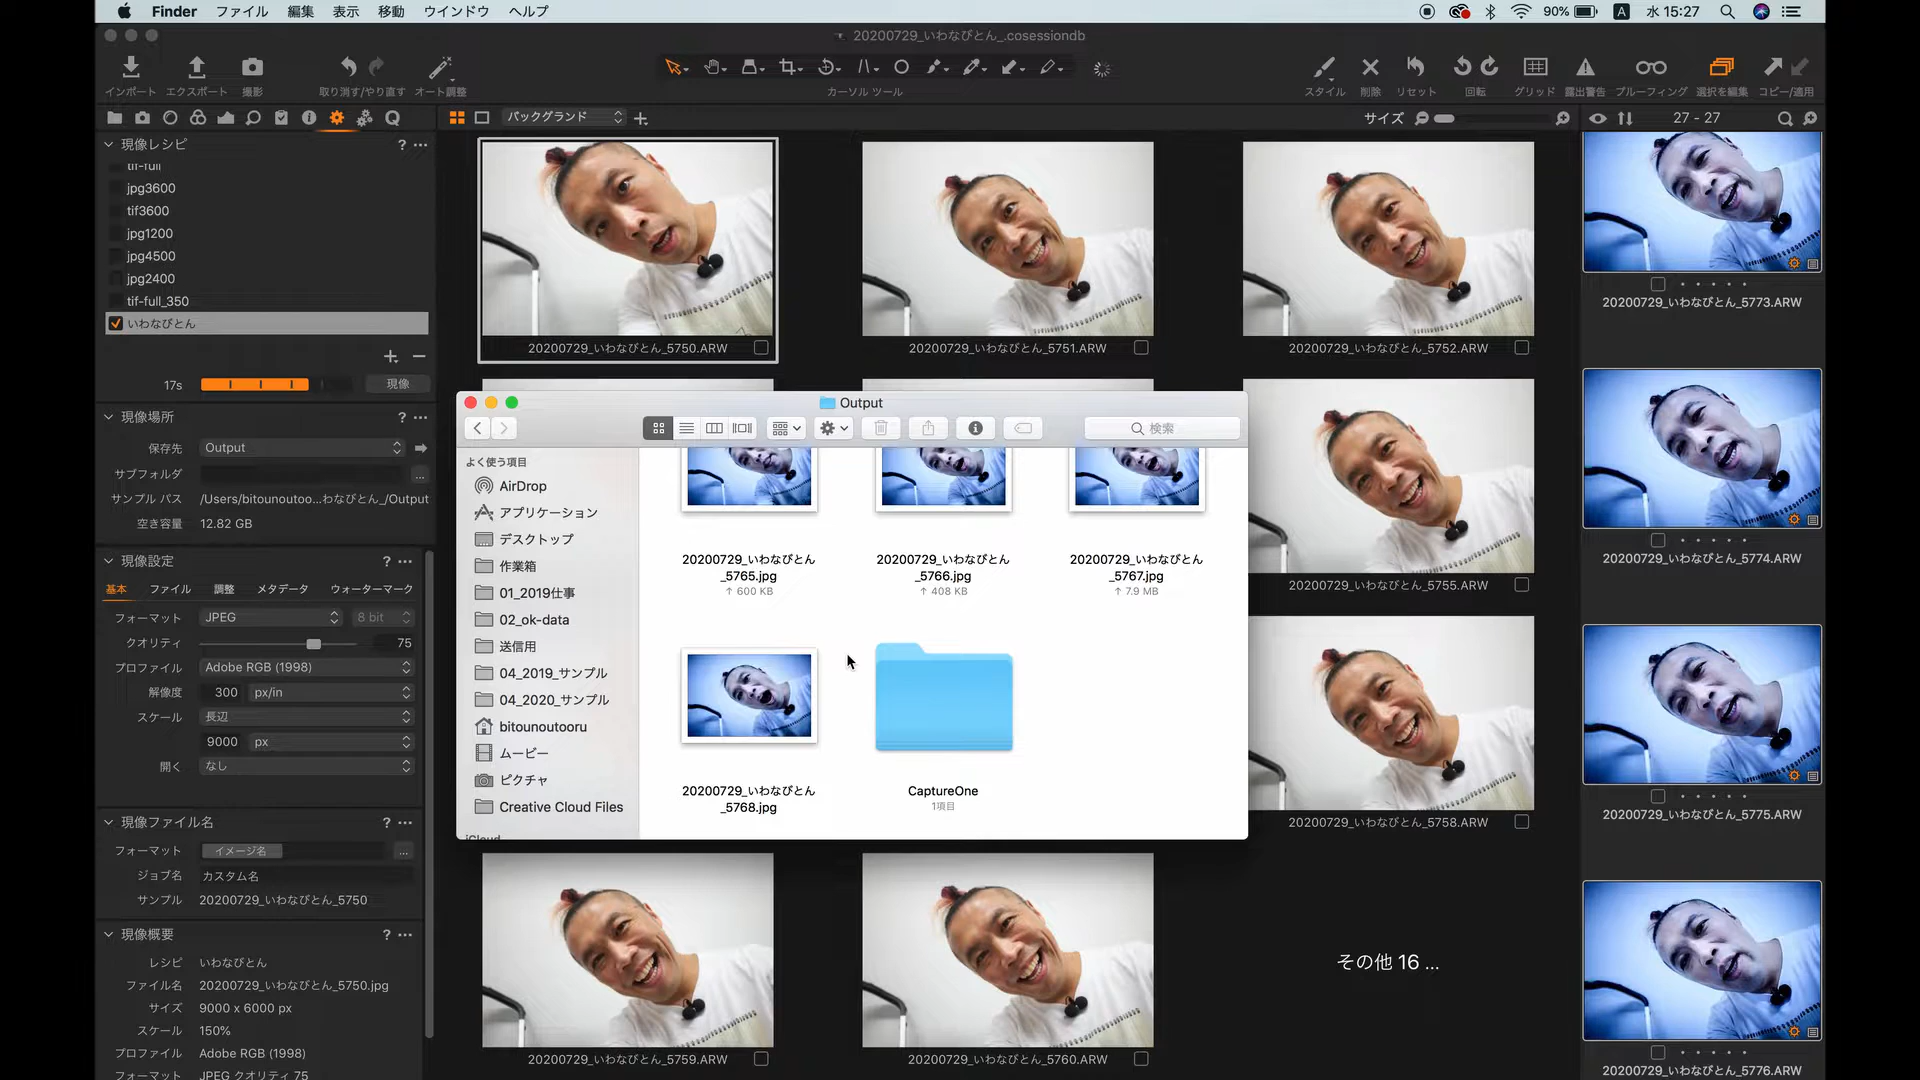 Finder ファイル 編集 表示 移動 ウインドウ ヘルプ
90% A 水 15:27
20200729_いわなびとん_.cosessiondb
インポート エクスポート 撮影 取り消す/やり直す オート調整 カーソル ツール スタイル 削除 リセット 回転 グリッド 露出警告 プルーフィング 選択を編集 コピー/適用
バックグランド サイズ 27 - 27
現像レシピ ?
tif-full
jpg3600
tif3600
jpg1200
jpg4500
jpg2400
tif-full_350
いわなびとん
17s 現像
現像場所 ?
保存先 Output
サブフォルダ
サンプル パス /Users/bitounoutoo...わなびとん_/Output
空き容量 12.82 GB
現像設定 ?
基本 ファイル 調整 メタデータ ウォーターマーク
フォーマット JPEG 8 bit
クオリティ 75
プロファイル Adobe RGB (1998)
解像度 300 px/in
スケール 長辺
9000 px
開く なし
現像ファイル名 ?
フォーマット イメージ名
ジョブ名 カスタム名
サンプル 20200729_いわなびとん_5750
現像概要 ?
レシピ いわなびとん
ファイル名 20200729_いわなびとん_5750.jpg
サイズ 9000 x 6000 px
スケール 150%
プロファイル Adobe RGB (1998)
フォーマット JPEG クオリティ 75
20200729_いわなびとん_5750.ARW
20200729_いわなびとん_5751.ARW
20200729_いわなびとん_5752.ARW
Output
検索
よく使う項目
AirDrop
アプリケーション
デスクトップ
作業箱
01_2019仕事
02_ok-data
送信用
04_2019_サンプル
04_2020_サンプル
bitounoutooru
ムービー
ピクチャ
Creative Cloud Files
iCloud
20200729_いわなびとん
_5765.jpg
↑ 600 KB
20200729_いわなびとん
_5766.jpg
↑ 408 KB
20200729_いわなびとん
_5767.jpg
↑ 7.9 MB
20200729_いわなびとん
_5768.jpg
CaptureOne
1項目
20200729_いわなびとん_5755.ARW
20200729_いわなびとん_5758.ARW
20200729_いわなびとん_5759.ARW
20200729_いわなびとん_5760.ARW
その他 16 ...
20200729_いわなびとん_5773.ARW
20200729_いわなびとん_5774.ARW
20200729_いわなびとん_5775.ARW
20200729_いわなびとん_5776.ARW